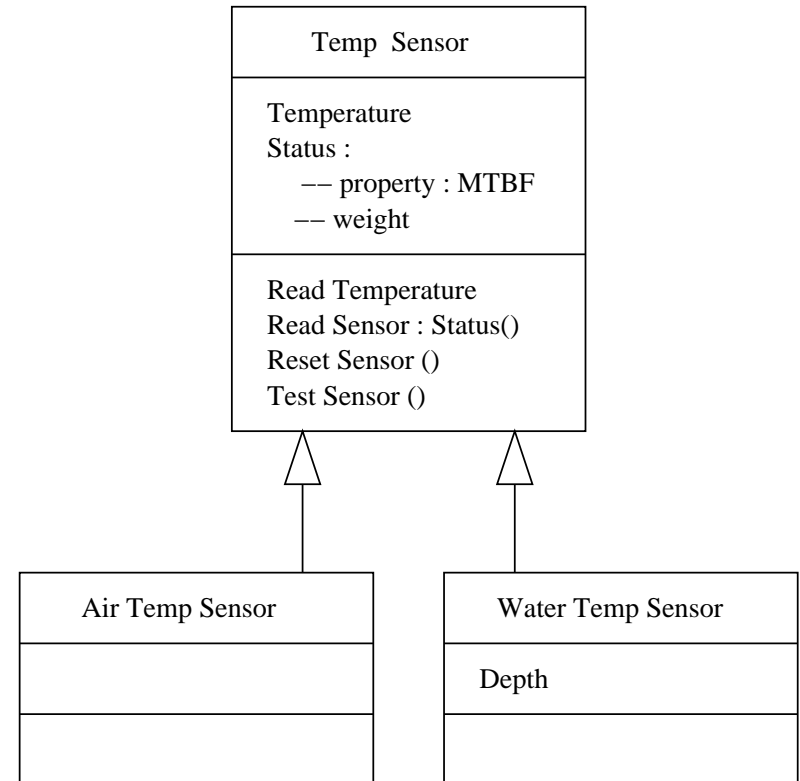 Temp Sensor
Temperature
Status :
−− property : MTBF
−− weight
Read Temperature
Read Sensor : Status()
Reset Sensor ()
Test Sensor ()
Air Temp Sensor
Water Temp Sensor
Depth